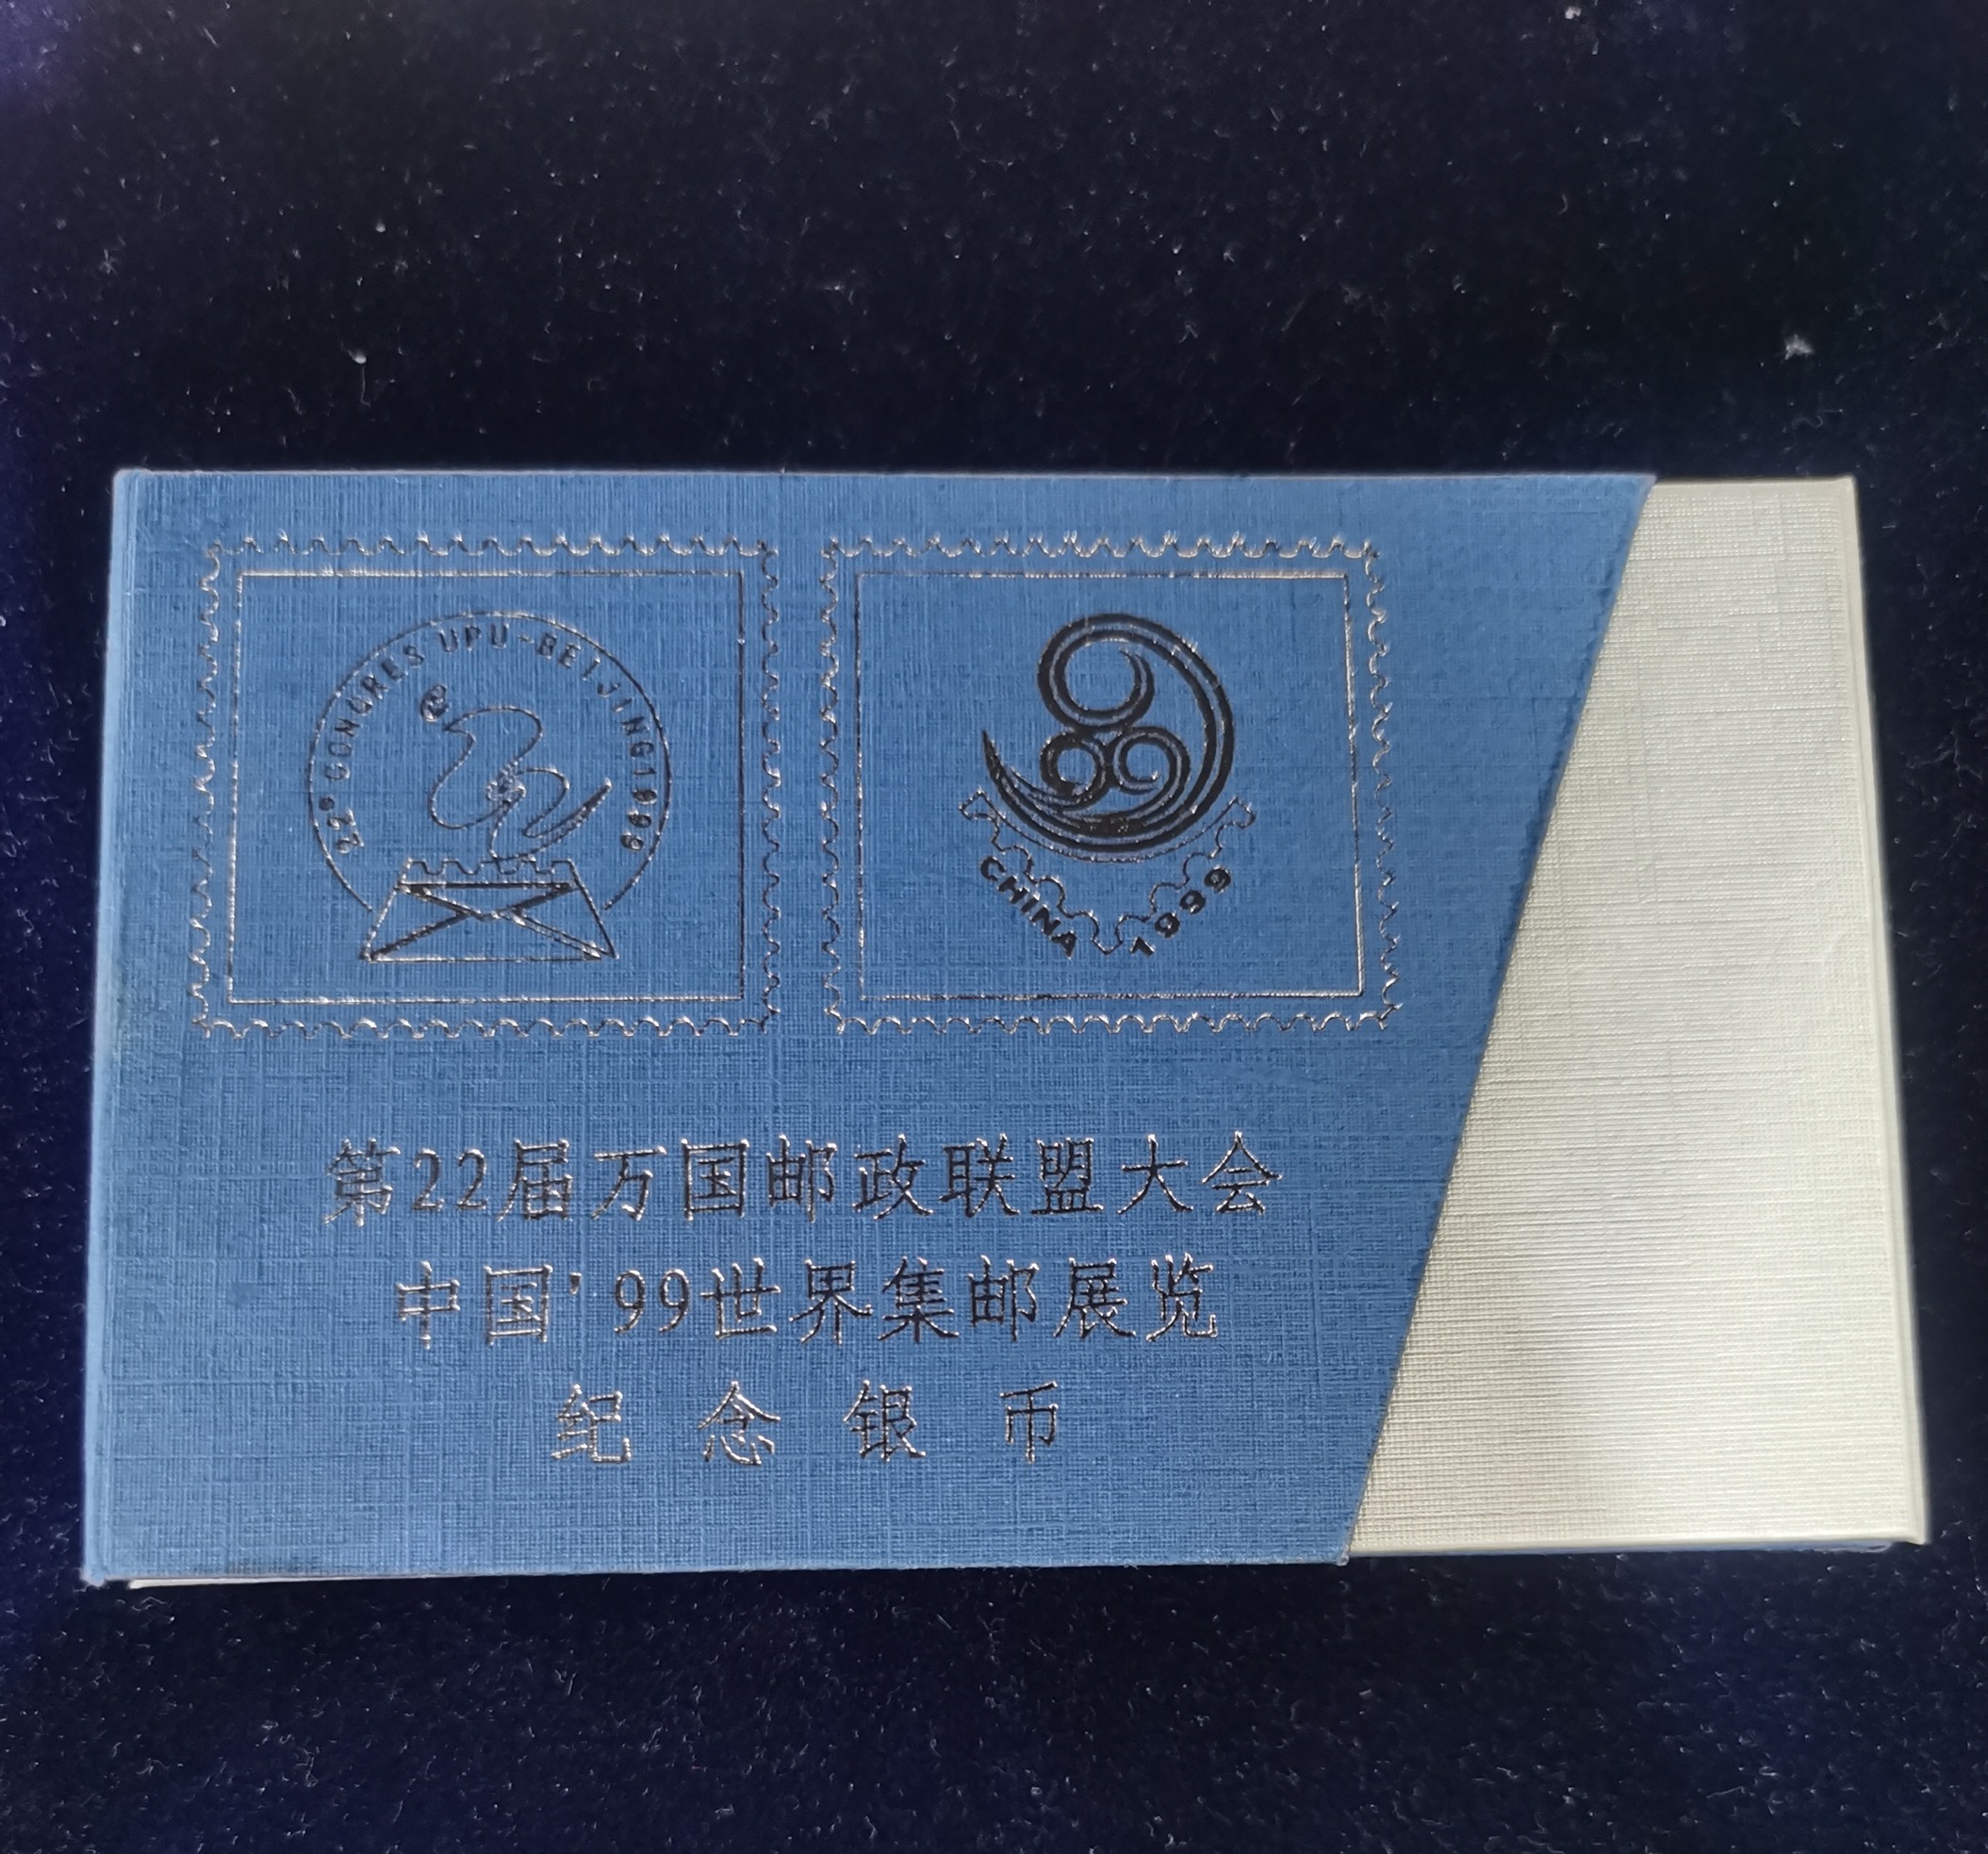 22e CONGRES UPU-BEIJING1999
CHINA 1999
第22届万国邮政联盟大会
中国'99世界集邮展览
纪念银币